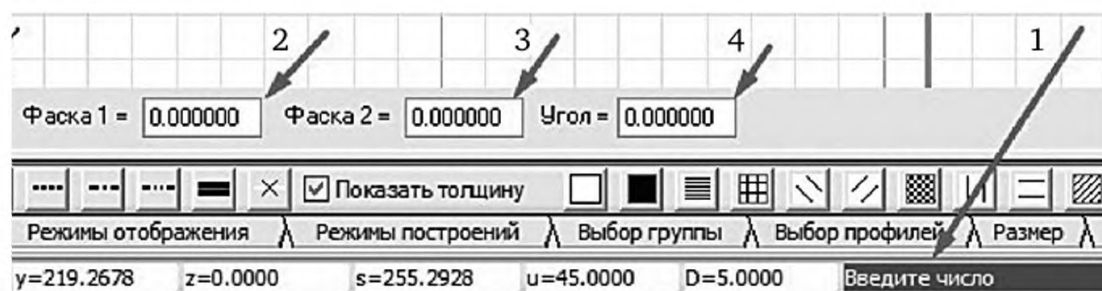 2 3 4 1
Фаска 1 = 0.000000 Фаска 2 = 0.000000 Угол = 0.000000
Показать толщину
Режимы отображения Режимы построений Выбор группы Выбор профилей Размер
y=219.2678 z=0.0000 s=255.2928 u=45.0000 D=5.0000 Введите число